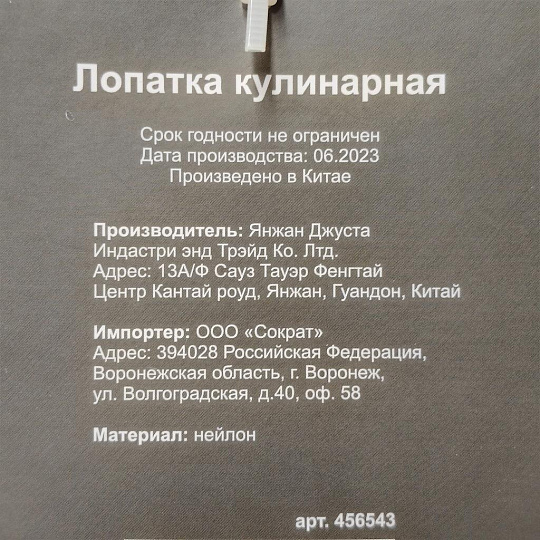 Лопатка кулинарная
Срок годности не ограничен
Дата производства: 06.2023
Произведено в Китае
Производитель: Янжан Джуста
Индастри энд Трэйд Ко. Лтд.
Адрес: 13А/Ф Сауз Тауэр Фенгтай
Центр Кантай роуд, Янжан, Гуандон, Китай
Импортер: ООО «Сократ»
Адрес: 394028 Российская Федерация,
Воронежская область, г. Воронеж,
ул. Волгоградская, д.40, оф. 58
Материал: нейлон
арт. 456543